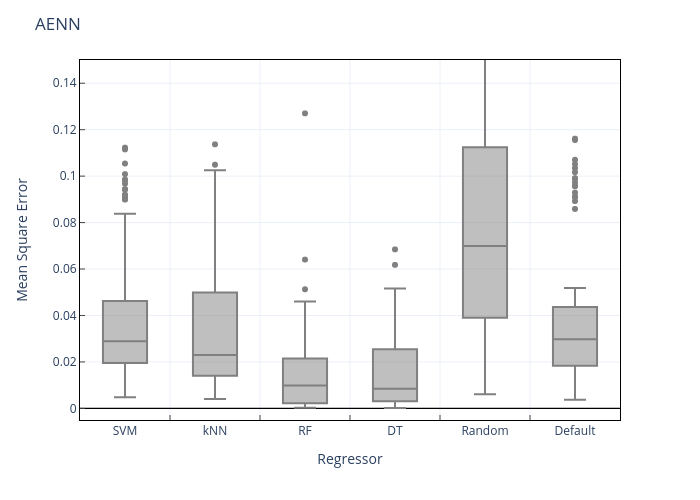 AENN
Mean Square Error
0.14
0.12
0.1
0.08
0.06
0.04
0.02
0
SVM kNN RF DT Random Default
Regressor